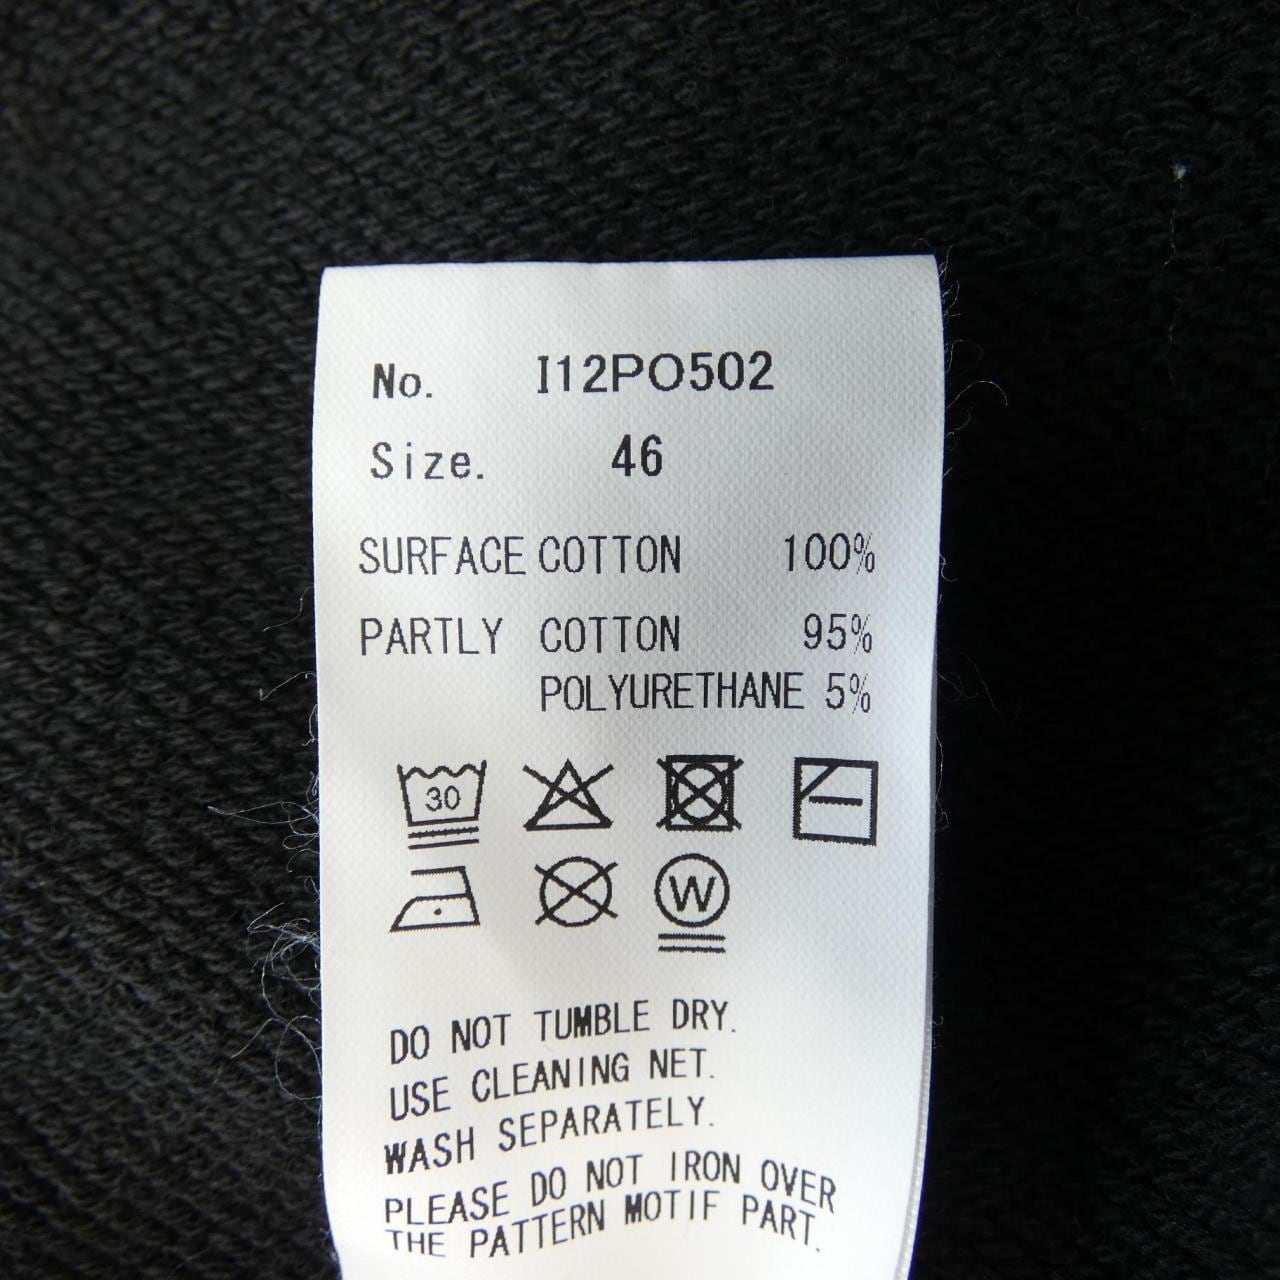 No. I12PO502
Size. 46
SURFACE COTTON 100%
PARTLY COTTON 95%
POLYURETHANE 5%
30
W
DO NOT TUMBLE DRY.
USE CLEANING NET.
WASH SEPARATELY.
PLEASE DO NOT IRON OVER
THE PATTERN MOTIF PART.